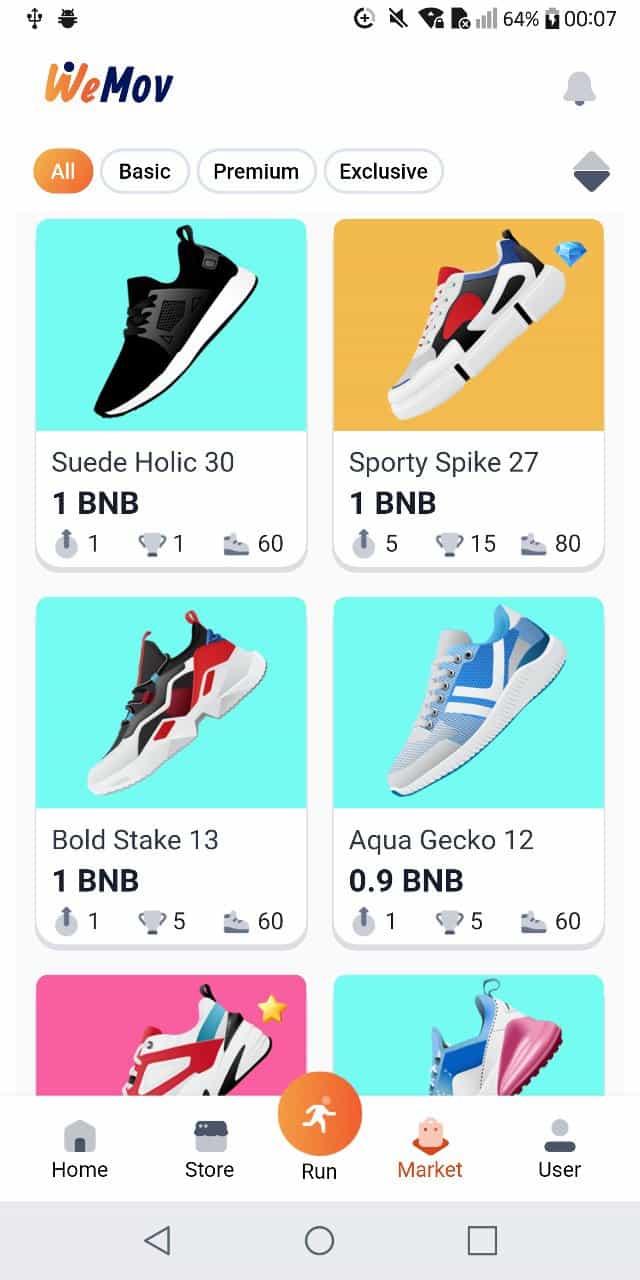 64% 00:07
WeMov
All Basic Premium Exclusive
Suede Holic 30
1 BNB
1 1 60
Sporty Spike 27
1 BNB
5 15 80
Bold Stake 13
1 BNB
1 5 60
Aqua Gecko 12
0.9 BNB
1 5 60
Home Store Run Market User